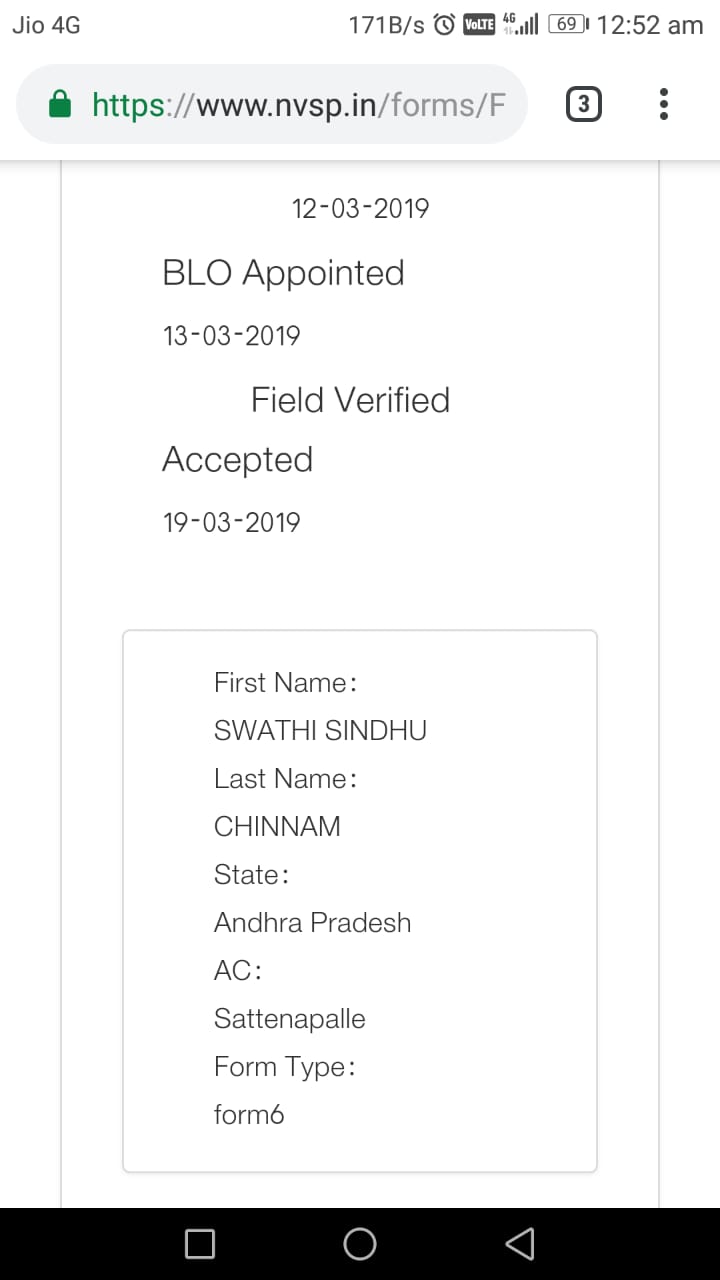 Jio 4G 171B/s VoLTE 4G 69 12:52 am
https://www.nvsp.in/forms/F 3
12-03-2019
BLO Appointed
13-03-2019
Field Verified
Accepted
19-03-2019
First Name:
SWATHI SINDHU
Last Name:
CHINNAM
State:
Andhra Pradesh
AC:
Sattenapalle
Form Type:
form6